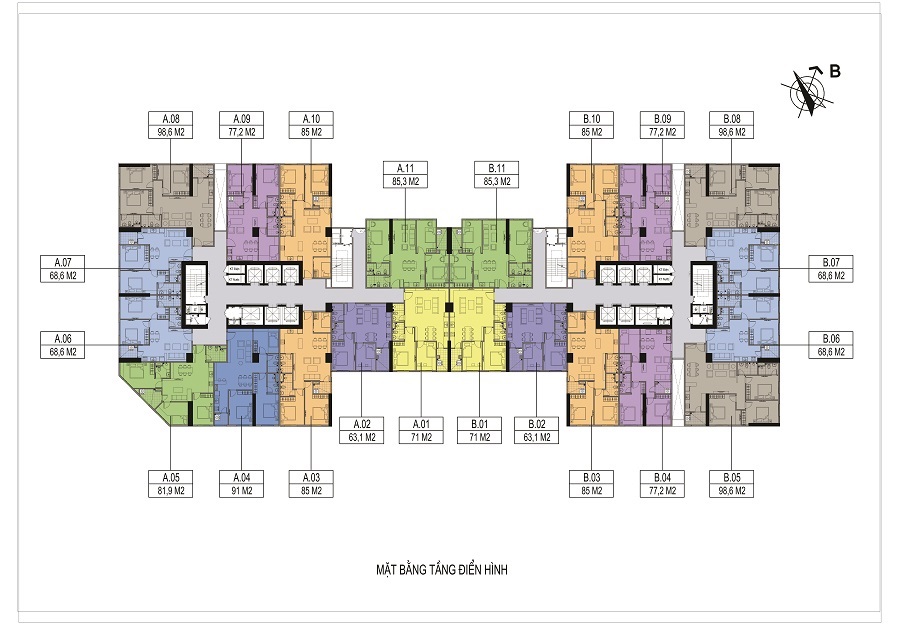 B
A.08
98,6 M2
A.09
77,2 M2
A.10
85 M2
B.10
85 M2
B.09
77,2 M2
B.08
98,6 M2
A.11
85,3 M2
B.11
85,3 M2
A.07
68,6 M2
B.07
68,6 M2
A.06
68,6 M2
B.06
68,6 M2
A.02
63,1 M2
A.01
71 M2
B.01
71 M2
B.02
63,1 M2
A.05
81,9 M2
A.04
91 M2
A.03
85 M2
B.03
85 M2
B.04
77,2 M2
B.05
98,6 M2
MẶT BẰNG TẦNG ĐIỂN HÌNH